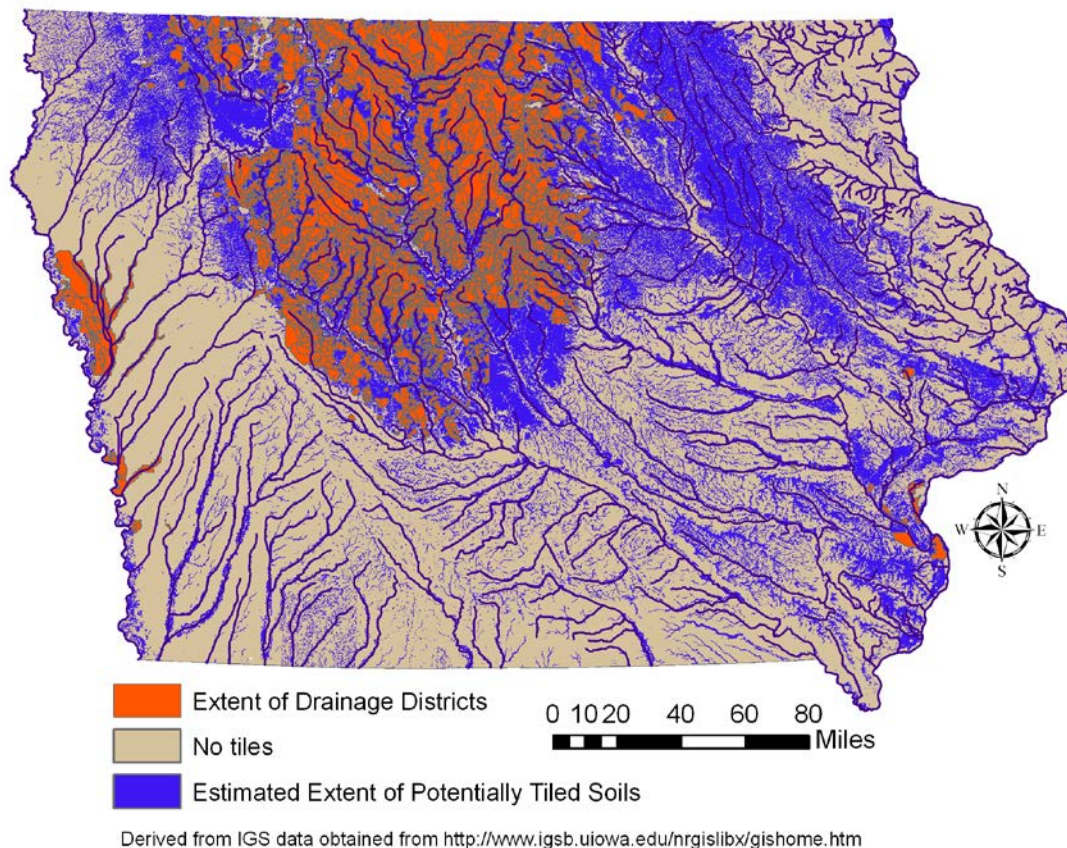 N
W E
S
Extent of Drainage Districts
0 10 20 40 60 80
Miles
No tiles
Estimated Extent of Potentially Tiled Soils
Derived from IGS data obtained from http://www.igsb.uiowa.edu/nrgislibx/gishome.htm